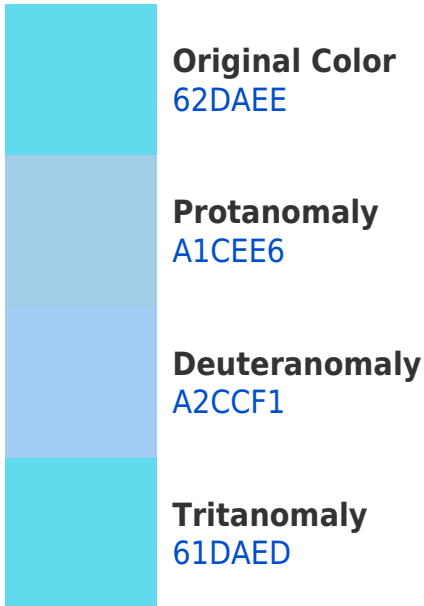 Original Color
62DAEE
Protanomaly
A1CEE6
Deuteranomaly
A2CCF1
Tritanomaly
61DAED